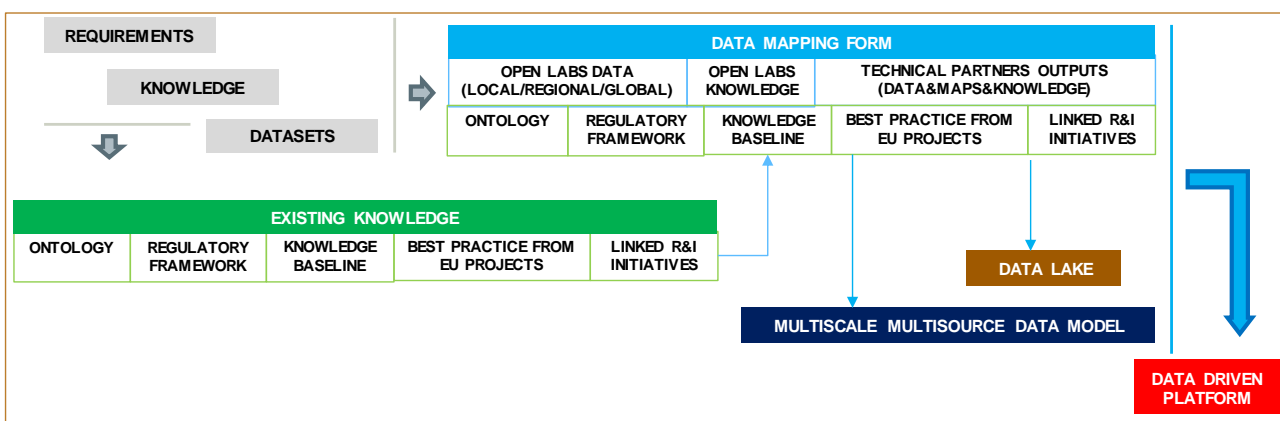 REQUIREMENTS
KNOWLEDGE
DATASETS
DATA MAPPING FORM
OPEN LABS DATA
(LOCAL/REGIONAL/GLOBAL)
OPEN LABS
KNOWLEDGE
TECHNICAL PARTNERS OUTPUTS
(DATA&MAPS&KNOWLEDGE)
ONTOLOGY
REGULATORY
FRAMEWORK
KNOWLEDGE
BASELINE
BEST PRACTICE FROM
EU PROJECTS
LINKED R&I
INITIATIVES
EXISTING KNOWLEDGE
ONTOLOGY
REGULATORY
FRAMEWORK
KNOWLEDGE
BASELINE
BEST PRACTICE FROM
EU PROJECTS
LINKED R&I
INITIATIVES
DATA LAKE
MULTISCALE MULTISOURCE DATA MODEL
DATA DRIVEN
PLATFORM